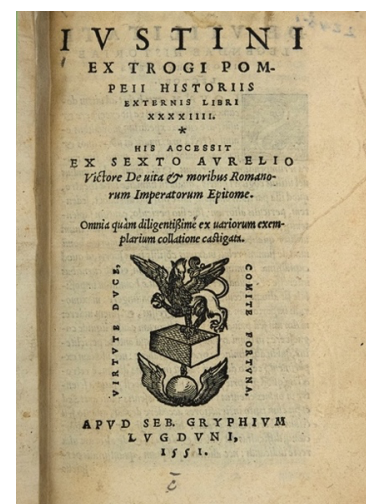 IVSTINI
EX TROGI POM-
PEII HISTORIIS
EXTERNIS LIBRI
XXXXIIII.
*
HIS ACCESSIT
EX SEXTO AVRELIO
Victore De uita & moribus Romano-
rum Imperatorum Epitome.
Omnia quàm diligentißimè ex uariorum exem-
plarium collatione castigata.
VIRTVTE DVCE,
COMITE FORTVNA,
APVD SEB. GRYPHIVM
LVGDVNI,
1551.